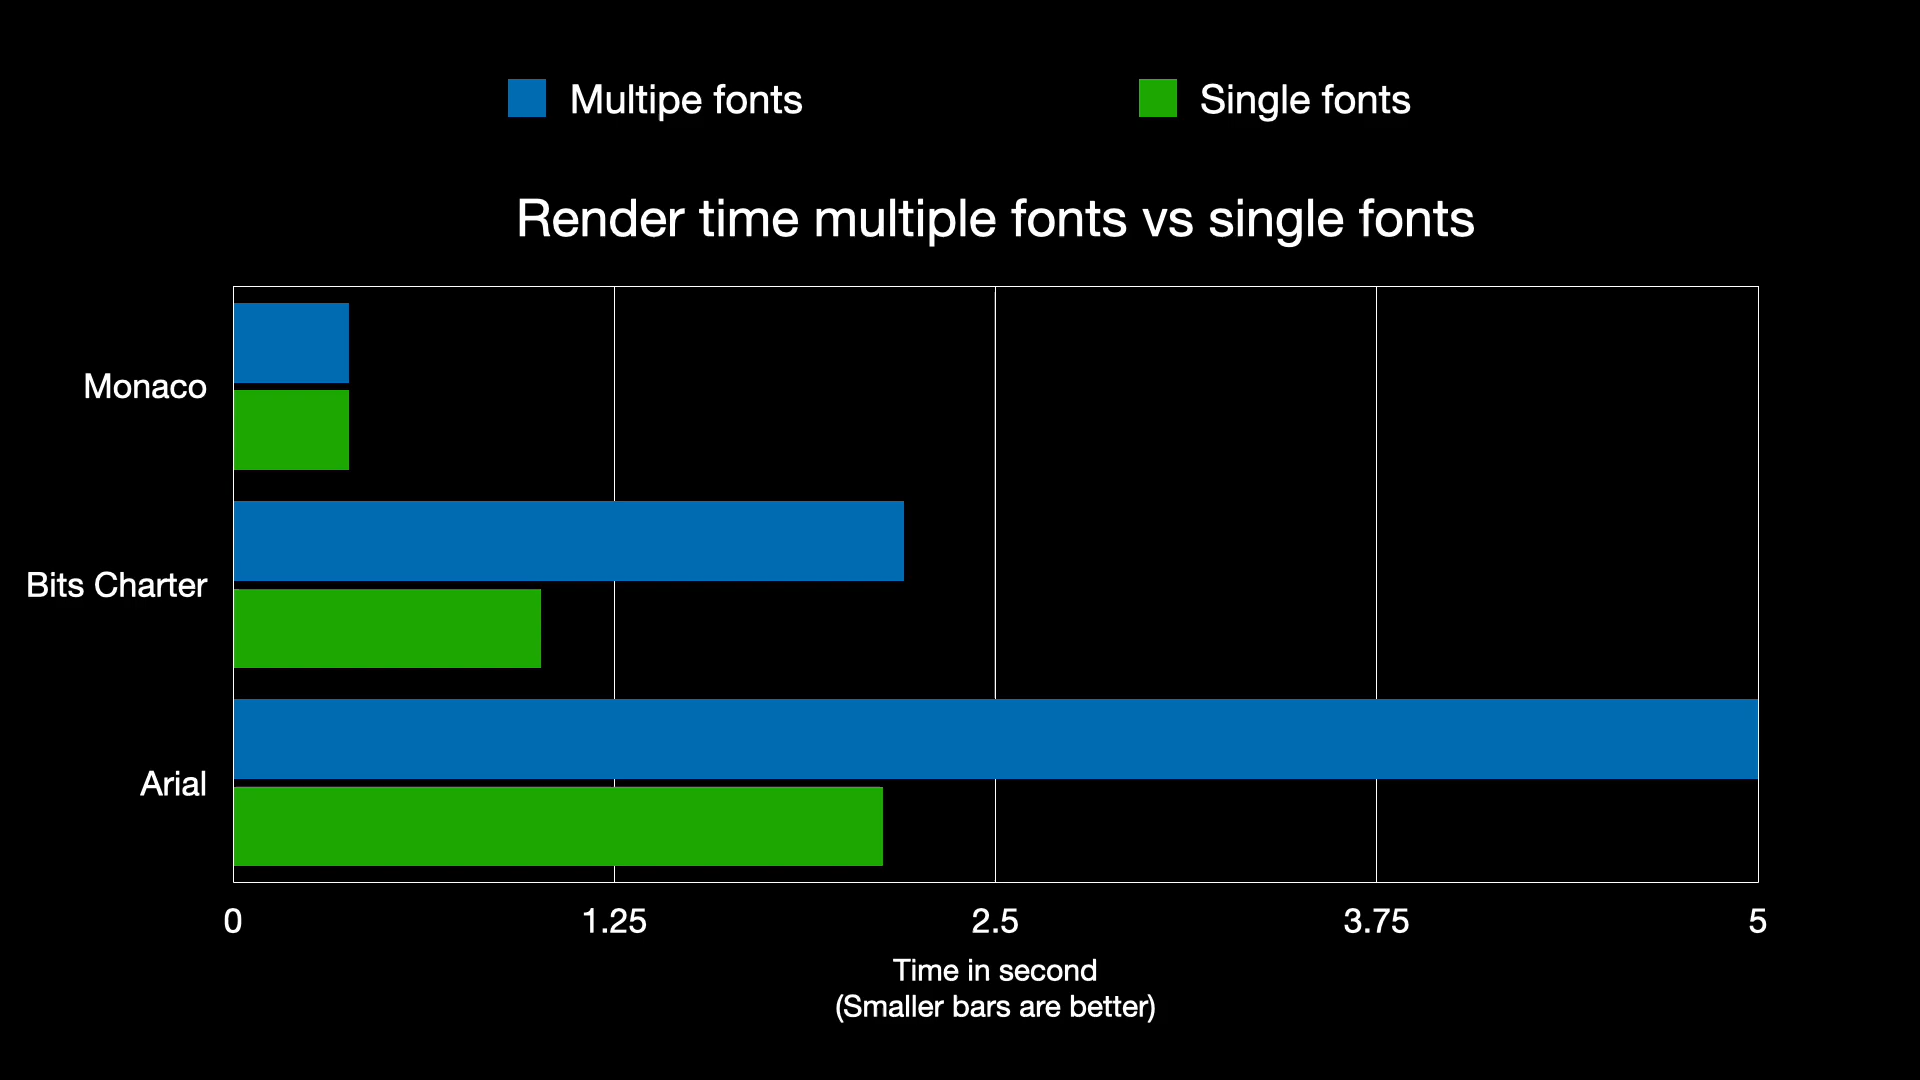 Multipe fonts
Single fonts
Render time multiple fonts vs single fonts
Monaco
Bits Charter
Arial
0
1.25
2.5
3.75
5
Time in second
(Smaller bars are better)